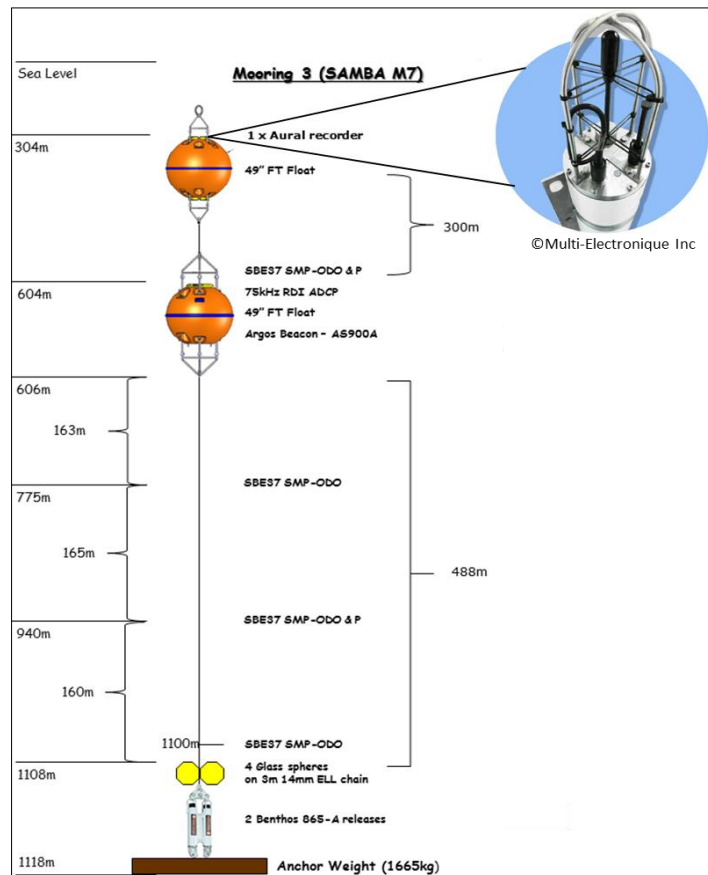 Mooring 3 (SAMBA M7)
Sea Level
1 x Aural recorder
304m
49” FT Float
300m
©Multi-Electronique Inc
SBE37 SMP-ODO & P
604m
75kHz RDI ADCP
49” FT Float
Argos Beacon – AS900A
606m
163m
SBE37 SMP-ODO
775m
165m
488m
SBE37 SMP-ODO & P
940m
160m
1100m
SBE37 SMP-ODO
4 Glass spheres
on 3m 14mm ELL chain
1108m
2 Benthos 865-A releases
1118m
Anchor Weight (1665kg)